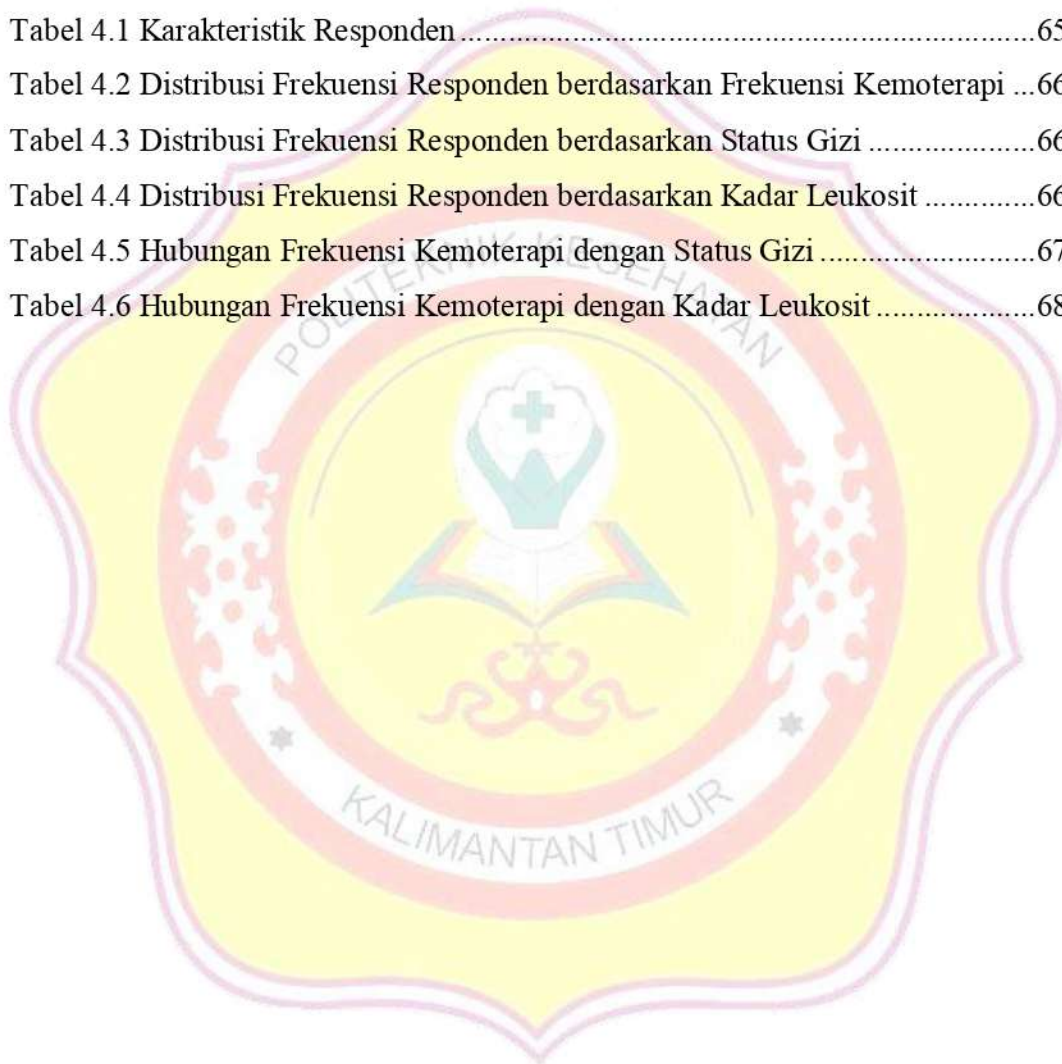 Tabel 4.1 Karakteristik Responden......................................................................65
Tabel 4.2 Distribusi Frekuensi Responden berdasarkan Frekuensi Kemoterapi ...66
Tabel 4.3 Distribusi Frekuensi Responden berdasarkan Status Gizi ....................66
Tabel 4.4 Distribusi Frekuensi Responden berdasarkan Kadar Leukosit ..............66
Tabel 4.5 Hubungan Frekuensi Kemoterapi dengan Status Gizi ..........................67
Tabel 4.6 Hubungan Frekuensi Kemoterapi dengan Kadar Leukosit ...................68
POLITEKNIK KESEHATAN
KALIMANTAN TIMUR